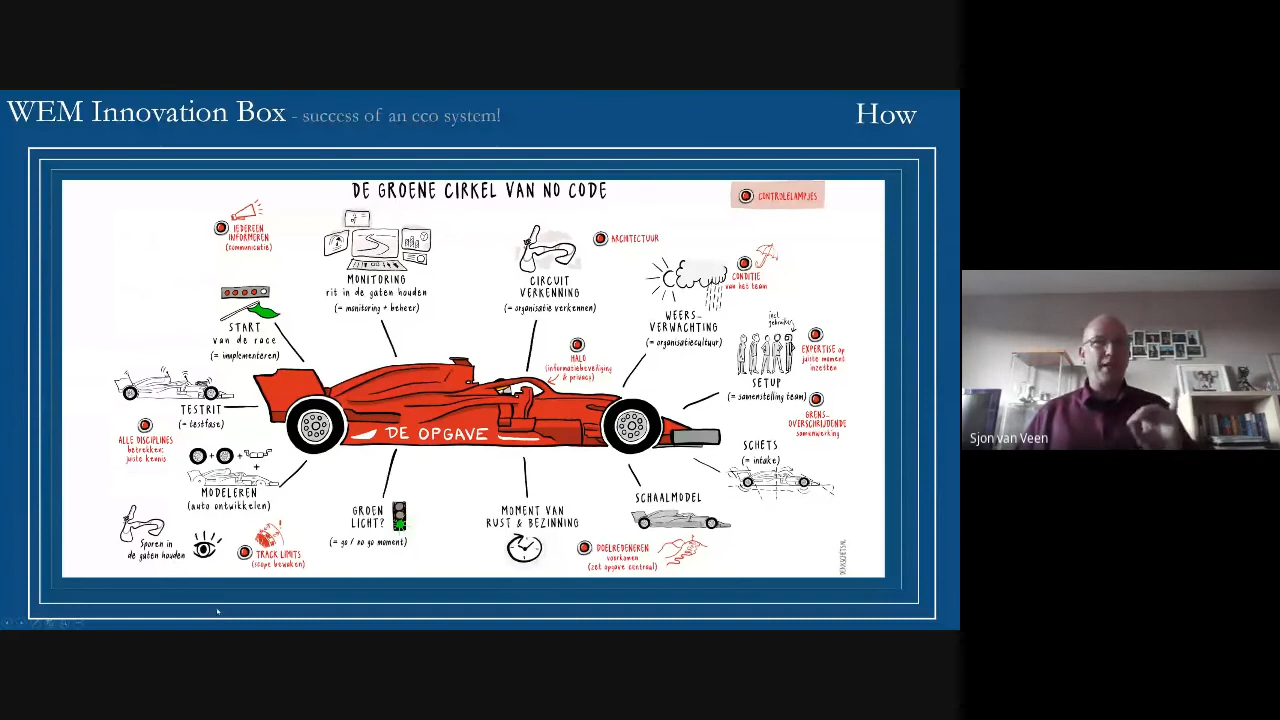 WEM Innovation Box - success of an eco system!
How
DE GROENE CIRKEL VAN NO CODE
CONTROLELAMPJES
IEDEREEN
INFORMEREN
(communicatie)
MONITORING
rit in de gaten houden
(= monitoring + beheer)
CIRCUIT
VERKENNING
(= organisatie verkennen)
ARCHITECTUUR
WEERS-
VERWACHTING
(= organisatiecultuur)
CONDITIE
van het team
START
van de race
(= implementeren)
HALO
(informatiebeveiliging
& privacy)
incl.
gebruiker
EXPERTISE op
juiste moment
inzetten
SETUP
(= samenstelling team)
GRENS-
OVERSCHRIJDENDE
samenwerking
TESTRIT
(= testfase)
DE OPGAVE
ALLE DISCIPLINES
betrekken:
juiste kennis
SCHETS
(= intake)
MODELEREN
(auto ontwikkelen)
SCHAALMODEL
GROEN
LICHT?
(= go / no go moment)
MOMENT VAN
RUST & BEZINNING
Sporen in
de gaten houden
TRACK LIMITS
(scope bewaken)
DOELREDENEREN
voorkomen
(zet opgave centraal)
Sjon van Veen